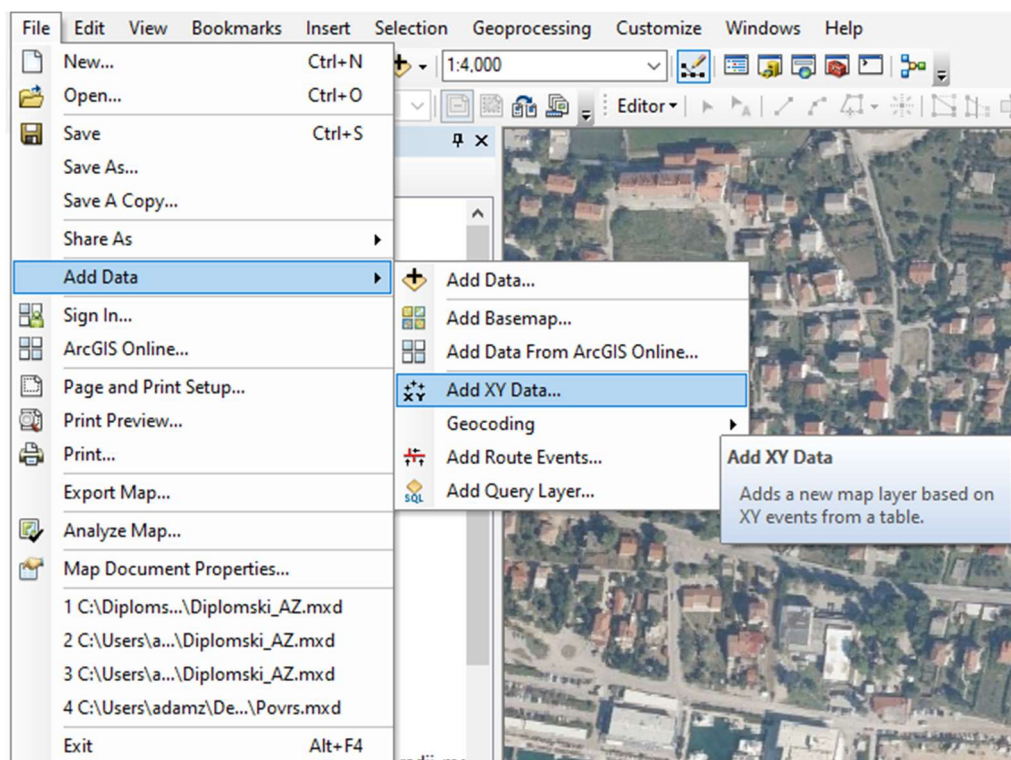 File Edit View Bookmarks Insert Selection Geoprocessing Customize Windows Help
New... Ctrl+N
1:4,000
Open... Ctrl+O
Editor
Save Ctrl+S
Save As...
Save A Copy...
Share As
Add Data
Add Data...
Sign In...
Add Basemap...
ArcGIS Online...
Add Data From ArcGIS Online...
Page and Print Setup...
Add XY Data...
Print Preview...
Geocoding
Print...
Add Route Events...
Add XY Data
Export Map...
Add Query Layer...
Adds a new map layer based on
XY events from a table.
Analyze Map...
Map Document Properties...
1 C:\Diploms...\Diplomski_AZ.mxd
2 C:\Users\a...\Diplomski_AZ.mxd
3 C:\Users\a...\Diplomski_AZ.mxd
4 C:\Users\adamz\De...\Povrs.mxd
Exit Alt+F4